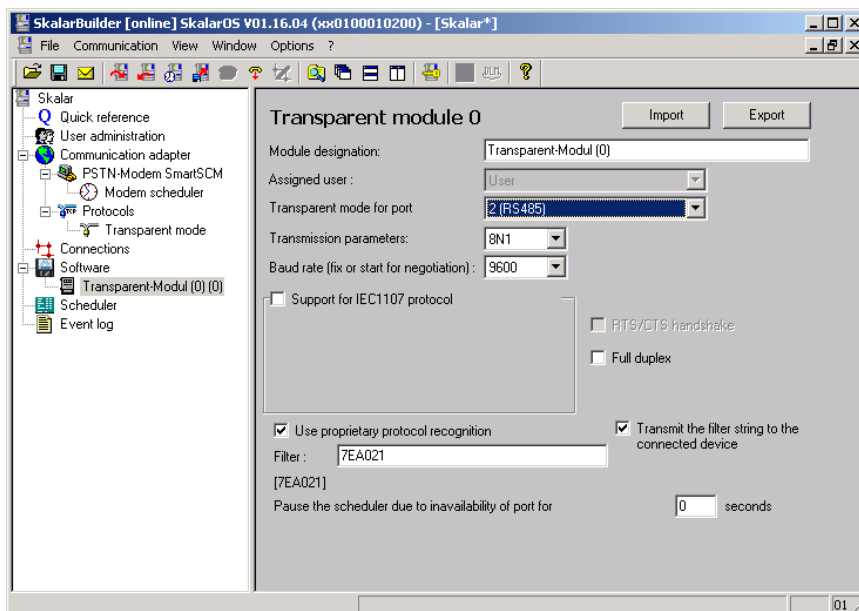 SkalarBuilder [online] SkalarOS V01.16.04 (xx0100010200) - [Skalar*]
File Communication View Window Options ?
Skalar
Q Quick reference
User administration
Communication adapter
PSTN-Modem SmartSCM
Modem scheduler
TCP Protocols
Transparent mode
Connections
Software
Transparent-Modul (0) (0)
Scheduler
Event log
Transparent module 0
Import
Export
Module designation: Transparent-Modul (0)
Assigned user : User
Transparent mode for port 2 (RS485)
Transmission parameters: 8N1
Baud rate (fix or start for negotiation) : 9600
Support for IEC1107 protocol
RTS/CTS handshake
Full duplex
Use proprietary protocol recognition
Transmit the filter string to the
connected device
Filter : 7EA021
[7EA021]
Pause the scheduler due to inavailability of port for 0 seconds
01